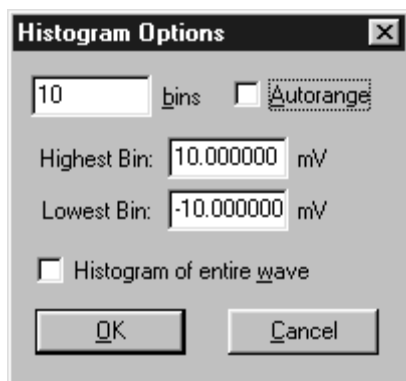 Histogram Options
10 bins Autorange
Highest Bin: 10.000000 mV
Lowest Bin: -10.000000 mV
Histogram of entire wave
OK Cancel